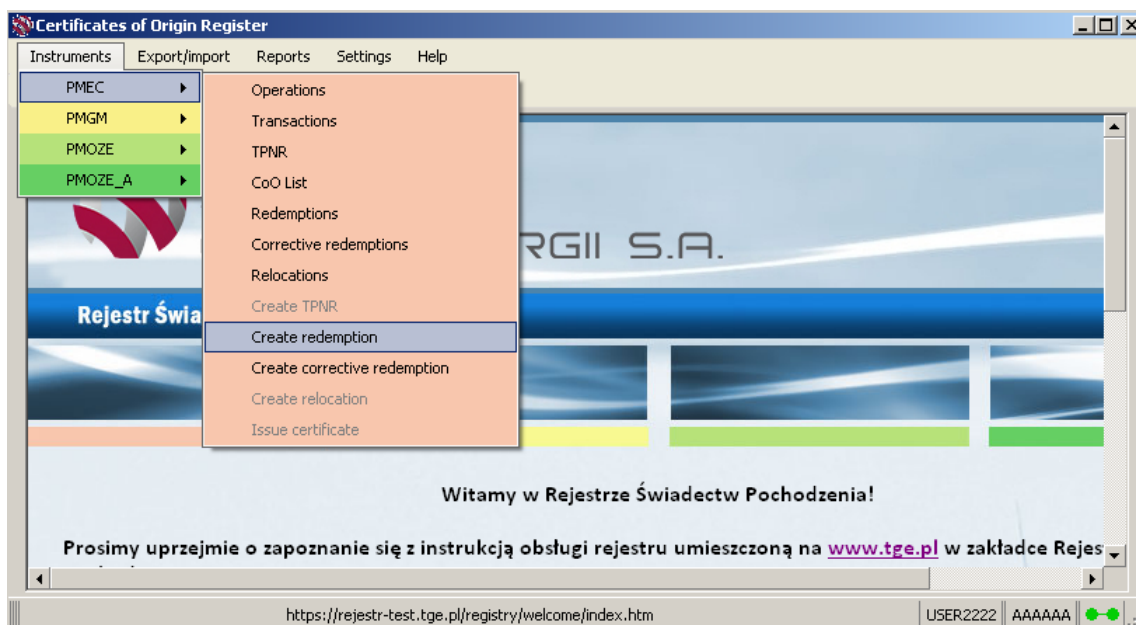 Certificates of Origin Register
Instruments Export/import Reports Settings Help
PMEC
PMGM
PMOZE
PMOZE_A
Operations
Transactions
TPNR
CoO List
Redemptions
Corrective redemptions
Relocations
Create TPNR
Create redemption
Create corrective redemption
Create relocation
Issue certificate
RGII S.A.
Rejestr Świa
Witamy w Rejestrze Świadectw Pochodzenia!
Prosimy uprzejmie o zapoznanie się z instrukcją obsługi rejestru umieszczoną na www.tge.pl w zakładce Rejes
https://rejestr-test.tge.pl/registry/welcome/index.htm USER2222 AAAAAA